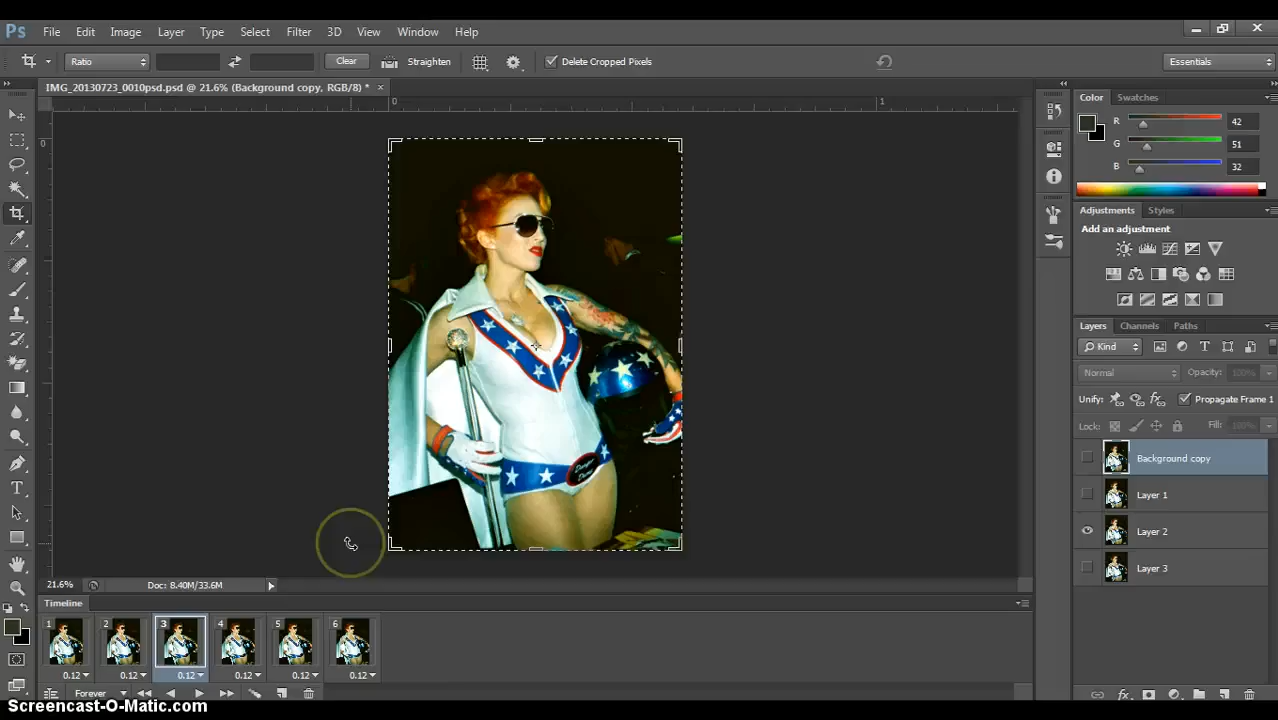 Ps File Edit Image Layer Type Select Filter 3D View Window Help
Ratio Clear Straighten Delete Cropped Pixels Essentials
IMG_20130723_0010psd.psd @ 21.6% (Background copy, RGB/8) *
0 1
0
Color Swatches
R 42
G 51
B 32
Adjustments Styles
Add an adjustment
Layers Channels Paths
Kind
Normal Opacity: 100%
Unify: Propagate Frame 1
Lock: Fill: 100%
Background copy
Layer 1
Layer 2
Layer 3
21.6% Doc: 8.40M/33.6M
Timeline
1 2 3 4 5 6
0.12 0.12 0.12 0.12 0.12 0.12
Forever
Screencast-O-Matic.com